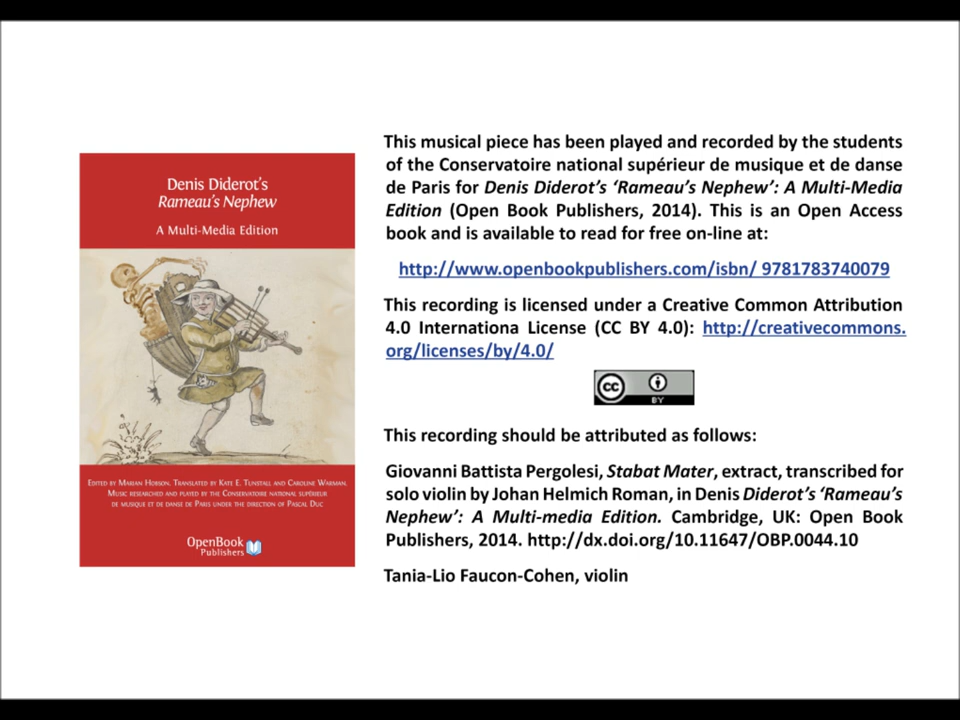 Denis Diderot's
Rameau's Nephew
A Multi-Media Edition
EDITED BY MARIAN HOBSON. TRANSLATED BY KATE E. TUNSTALL AND CAROLINE WARMAN.
MUSIC RESEARCHED AND PLAYED BY THE CONSERVATOIRE NATIONAL SUPÉRIEUR
DE MUSIQUE ET DE DANSE DE PARIS UNDER THE DIRECTION OF PASCAL DUC
OpenBook
Publishers
This musical piece has been played and recorded by the students
of the Conservatoire national supérieur de musique et de danse
de Paris for Denis Diderot's 'Rameau's Nephew': A Multi-Media
Edition (Open Book Publishers, 2014). This is an Open Access
book and is available to read for free on-line at:
http://www.openbookpublishers.com/isbn/ 9781783740079
This recording is licensed under a Creative Common Attribution
4.0 Internationa License (CC BY 4.0): http://creativecommons.
org/licenses/by/4.0/
cc
BY
This recording should be attributed as follows:
Giovanni Battista Pergolesi, Stabat Mater, extract, transcribed for
solo violin by Johan Helmich Roman, in Denis Diderot's 'Rameau's
Nephew': A Multi-media Edition. Cambridge, UK: Open Book
Publishers, 2014. http://dx.doi.org/10.11647/OBP.0044.10
Tania-Lio Faucon-Cohen, violin